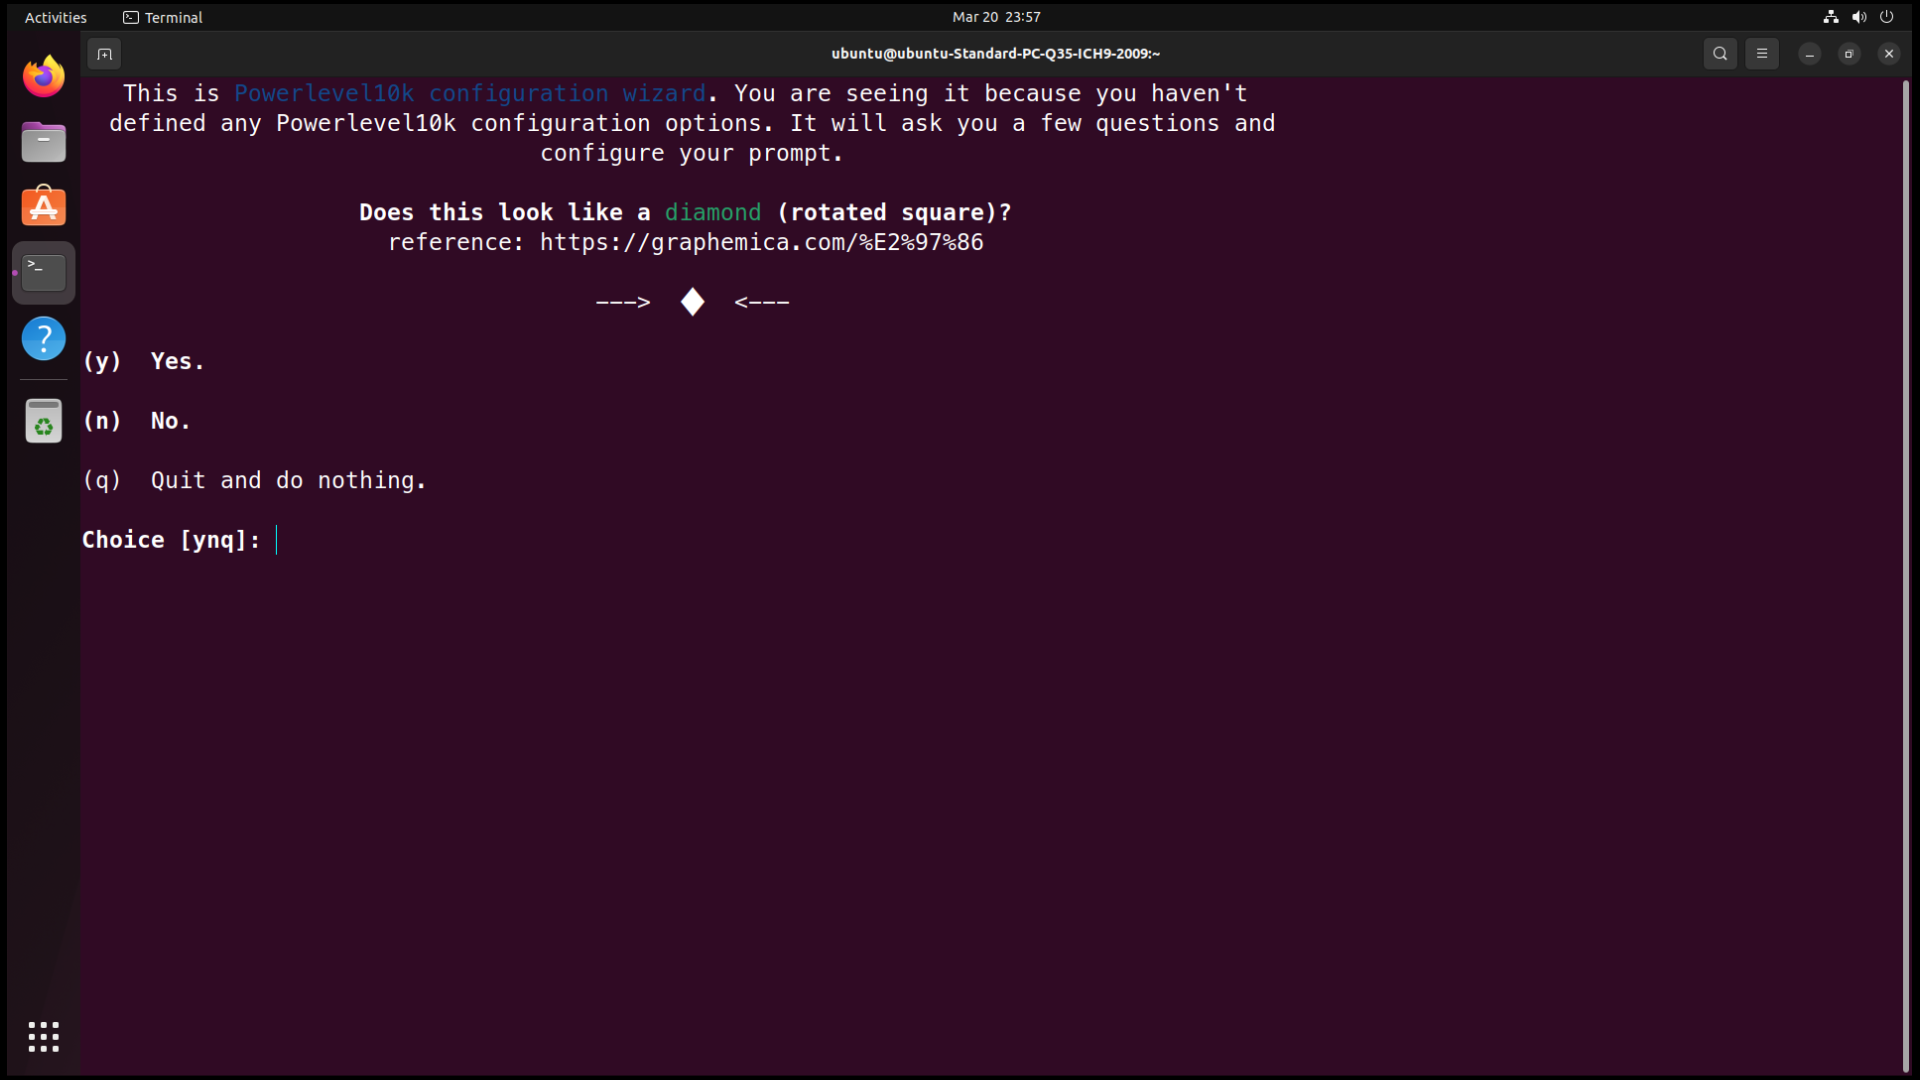 Activities Terminal Mar 20 23:57
ubuntu@ubuntu-Standard-PC-Q35-ICH9-2009:~
This is Powerlevel10k configuration wizard. You are seeing it because you haven't
defined any Powerlevel10k configuration options. It will ask you a few questions and
configure your prompt.
Does this look like a diamond (rotated square)?
reference: https://graphemica.com/%E2%97%86
---> ◆ <---
(y) Yes.
(n) No.
(q) Quit and do nothing.
Choice [ynq]: